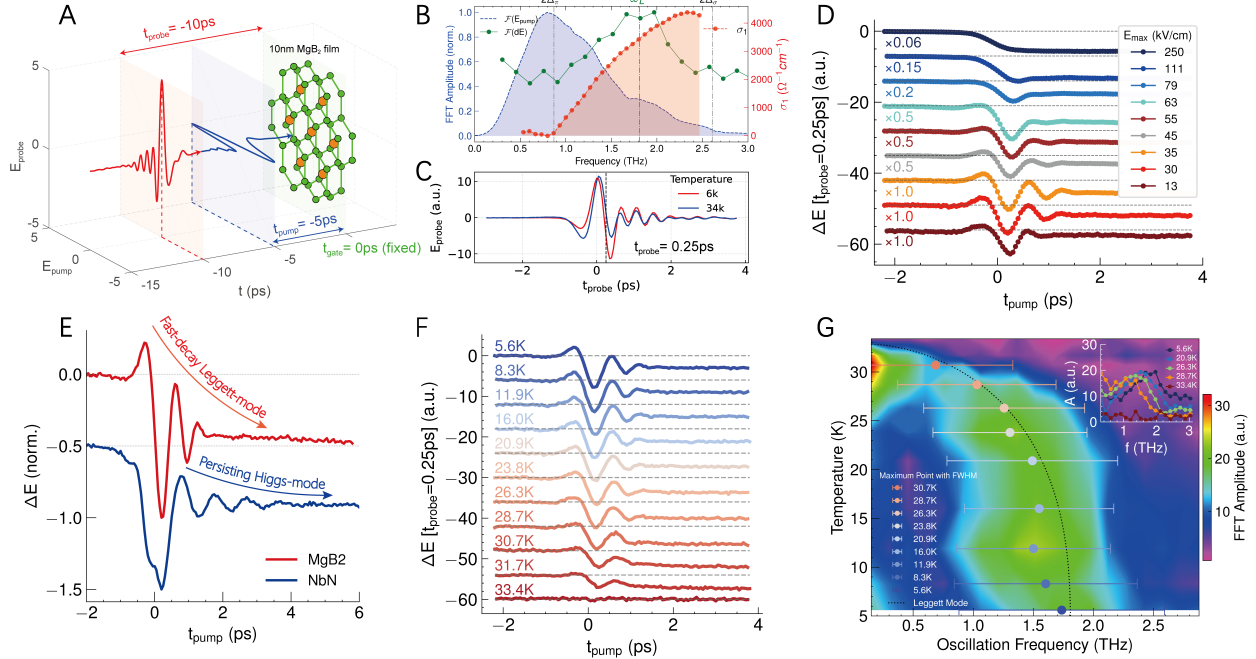 A
t_probe = -10ps
10nm MgB₂ film
5
0
-5
E_probe
5
0
-5
E_pump
-15
-10
-5
t (ps)
t_pump = -5ps
t_gate = 0ps (fixed)
B
2Δ_π
ω_L
2Δ_σ
FFT Amplitude (norm.)
1.0
0.8
0.6
0.4
0.2
0.0
ℱ(E_pump)
ℱ(dE)
σ₁
4000
3000
2000
1000
0
σ₁ (Ω⁻¹cm⁻¹)
0.0 0.5 1.0 1.5 2.0 2.5 3.0
Frequency (THz)
C
E_probe (a.u.)
10
0
−10
Temperature
6k
34k
t_probe = 0.25ps
−2 0 2 4
t_probe (ps)
D
ΔE [t_probe=0.25ps] (a.u.)
0
−20
−40
−60
×0.06
×0.15
×0.2
×0.5
×0.5
×0.5
×1.0
×1.0
×1.0
E_max (kV/cm)
250
111
79
63
55
45
35
30
13
−2 0 2 4
t_pump (ps)
E
ΔE (norm.)
0.0
−0.5
−1.0
−1.5
Fast-decay Leggett-mode
Persisting Higgs-mode
MgB2
NbN
−2 0 2 4 6
t_pump (ps)
F
ΔE [t_probe=0.25ps] (a.u.)
0
−10
−20
−30
−40
−50
−60
5.6K
8.3K
11.9K
16.0K
20.9K
23.8K
26.3K
28.7K
30.7K
31.7K
33.4K
−2 0 2 4
t_pump (ps)
G
Temperature (K)
30
25
20
15
10
5
Maximum Point with FWHM
30.7K
28.7K
26.3K
23.8K
20.9K
16.0K
11.9K
8.3K
5.6K
Leggett Mode
A (a.u.)
30
20
10
0
5.6K
20.9K
26.3K
28.7K
33.4K
1 2 3
f (THz)
0.5 1.0 1.5 2.0 2.5
Oscillation Frequency (THz)
30
20
10
FFT Amplitude (a.u.)